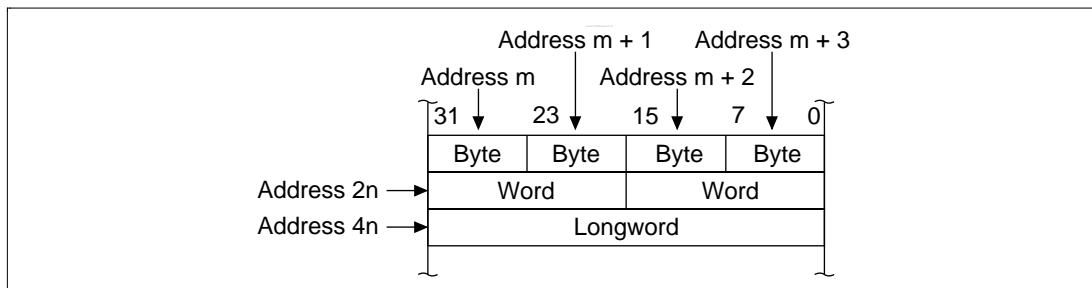 Address m + 1 Address m + 3
Address m Address m + 2
31 23 15 7 0
Byte Byte Byte Byte
Address 2n Word Word
Address 4n Longword